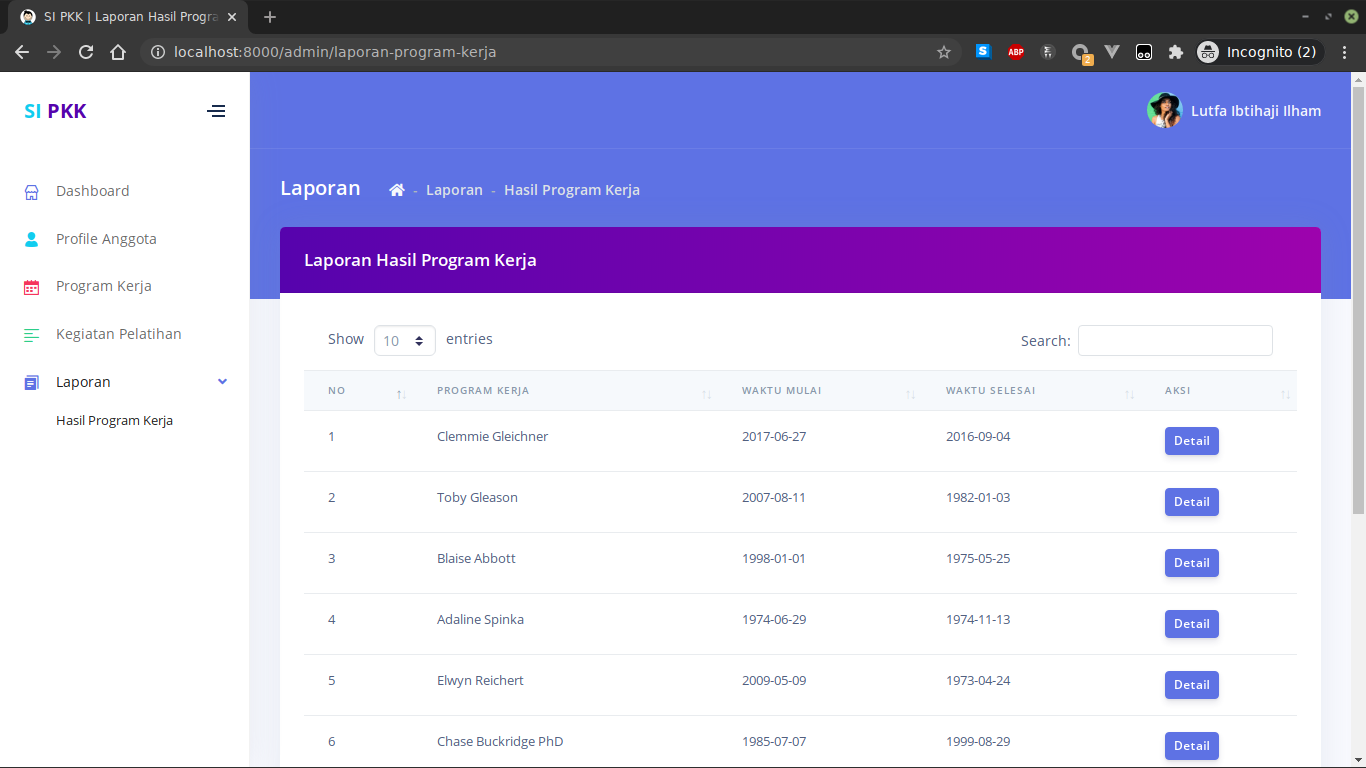 SI PKK | Laporan Hasil Progra
localhost:8000/admin/laporan-program-kerja
ABP
2
Incognito (2)
SI PKK
Lutfa Ibtihaji Ilham
Dashboard
Profile Anggota
Program Kerja
Kegiatan Pelatihan
Laporan
Hasil Program Kerja
Laporan - Laporan - Hasil Program Kerja
Laporan Hasil Program Kerja
Show 10 entries
Search:
NO PROGRAM KERJA WAKTU MULAI WAKTU SELESAI AKSI
1 Clemmie Gleichner 2017-06-27 2016-09-04 Detail
2 Toby Gleason 2007-08-11 1982-01-03 Detail
3 Blaise Abbott 1998-01-01 1975-05-25 Detail
4 Adaline Spinka 1974-06-29 1974-11-13 Detail
5 Elwyn Reichert 2009-05-09 1973-04-24 Detail
6 Chase Buckridge PhD 1985-07-07 1999-08-29 Detail